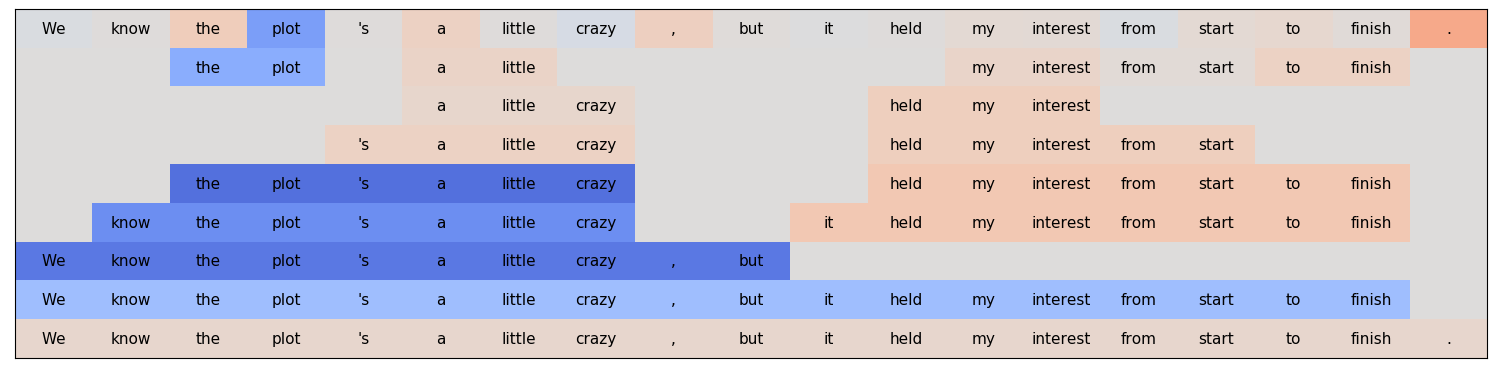 We know the plot 's a little crazy , but it held my interest from start to finish .
the plot a little my interest from start to finish
a little crazy held my interest
's a little crazy held my interest from start
the plot 's a little crazy held my interest from start to finish
know the plot 's a little crazy it held my interest from start to finish
We know the plot 's a little crazy , but
We know the plot 's a little crazy , but it held my interest from start to finish
We know the plot 's a little crazy , but it held my interest from start to finish .